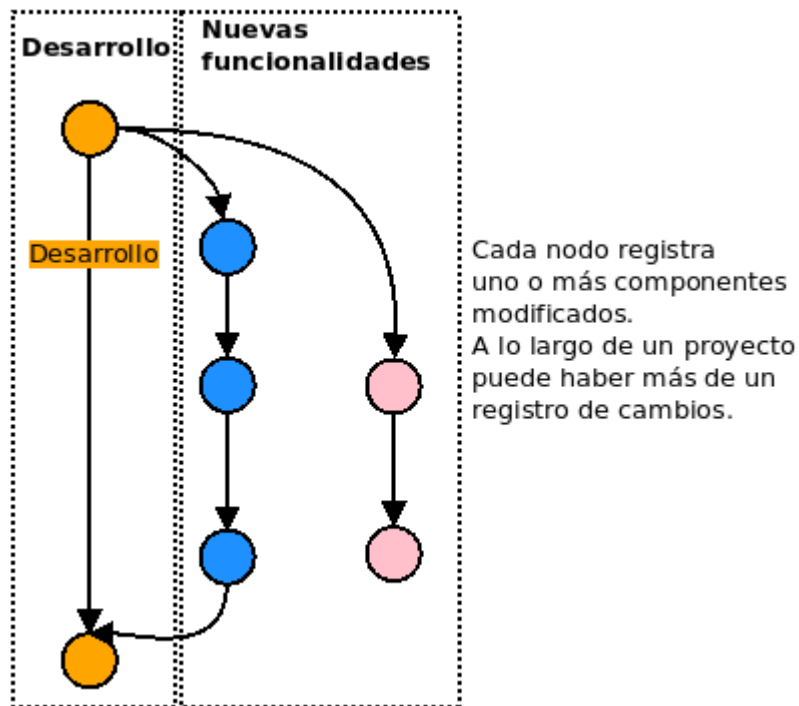 Desarrollo
Nuevas
funcionalidades
Desarrollo
Cada nodo registra
uno o más componentes
modificados.
A lo largo de un proyecto
puede haber más de un
registro de cambios.